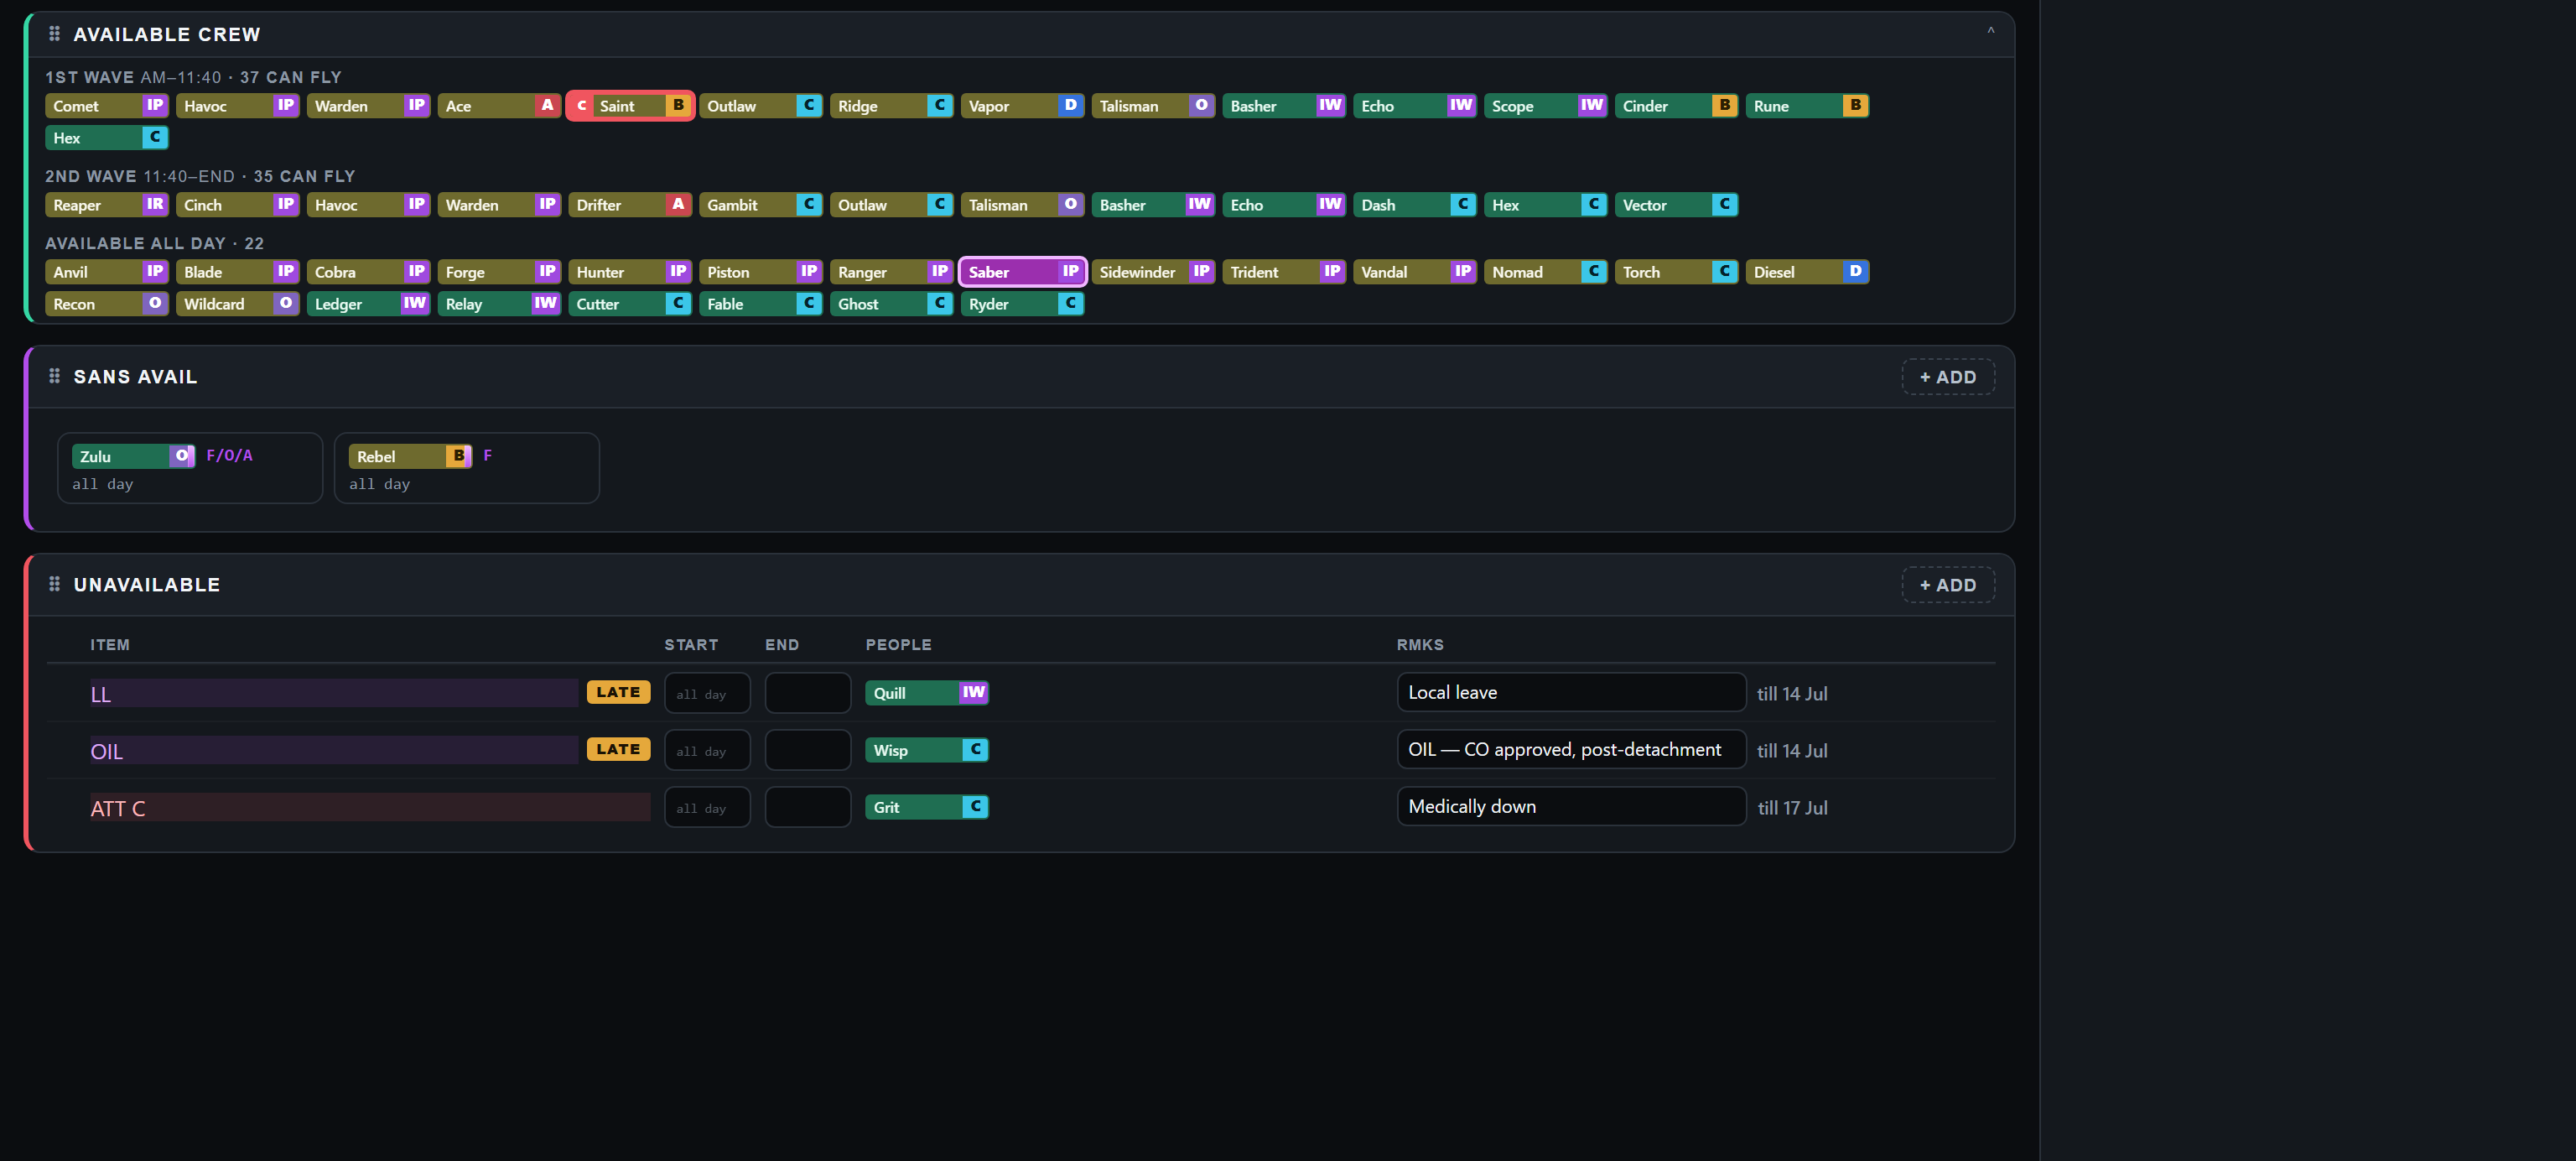 AVAILABLE CREW ^
1ST WAVE AM–11:40 · 37 CAN FLY
Comet IP Havoc IP Warden IP Ace A C Saint B Outlaw C Ridge C Vapor D Talisman O Basher IW Echo IW Scope IW Cinder B Rune B
Hex C
2ND WAVE 11:40–END · 35 CAN FLY
Reaper IR Cinch IP Havoc IP Warden IP Drifter A Gambit C Outlaw C Talisman O Basher IW Echo IW Dash C Hex C Vector C
AVAILABLE ALL DAY · 22
Anvil IP Blade IP Cobra IP Forge IP Hunter IP Piston IP Ranger IP Saber IP Sidewinder IP Trident IP Vandal IP Nomad C Torch C Diesel D
Recon O Wildcard O Ledger IW Relay IW Cutter C Fable C Ghost C Ryder C
SANS AVAIL + ADD
Zulu O F/O/A Rebel B F
all day all day
UNAVAILABLE + ADD
ITEM START END PEOPLE RMKS
LL LATE all day Quill IW Local leave till 14 Jul
OIL LATE all day Wisp C OIL — CO approved, post-detachment till 14 Jul
ATT C all day Grit C Medically down till 17 Jul